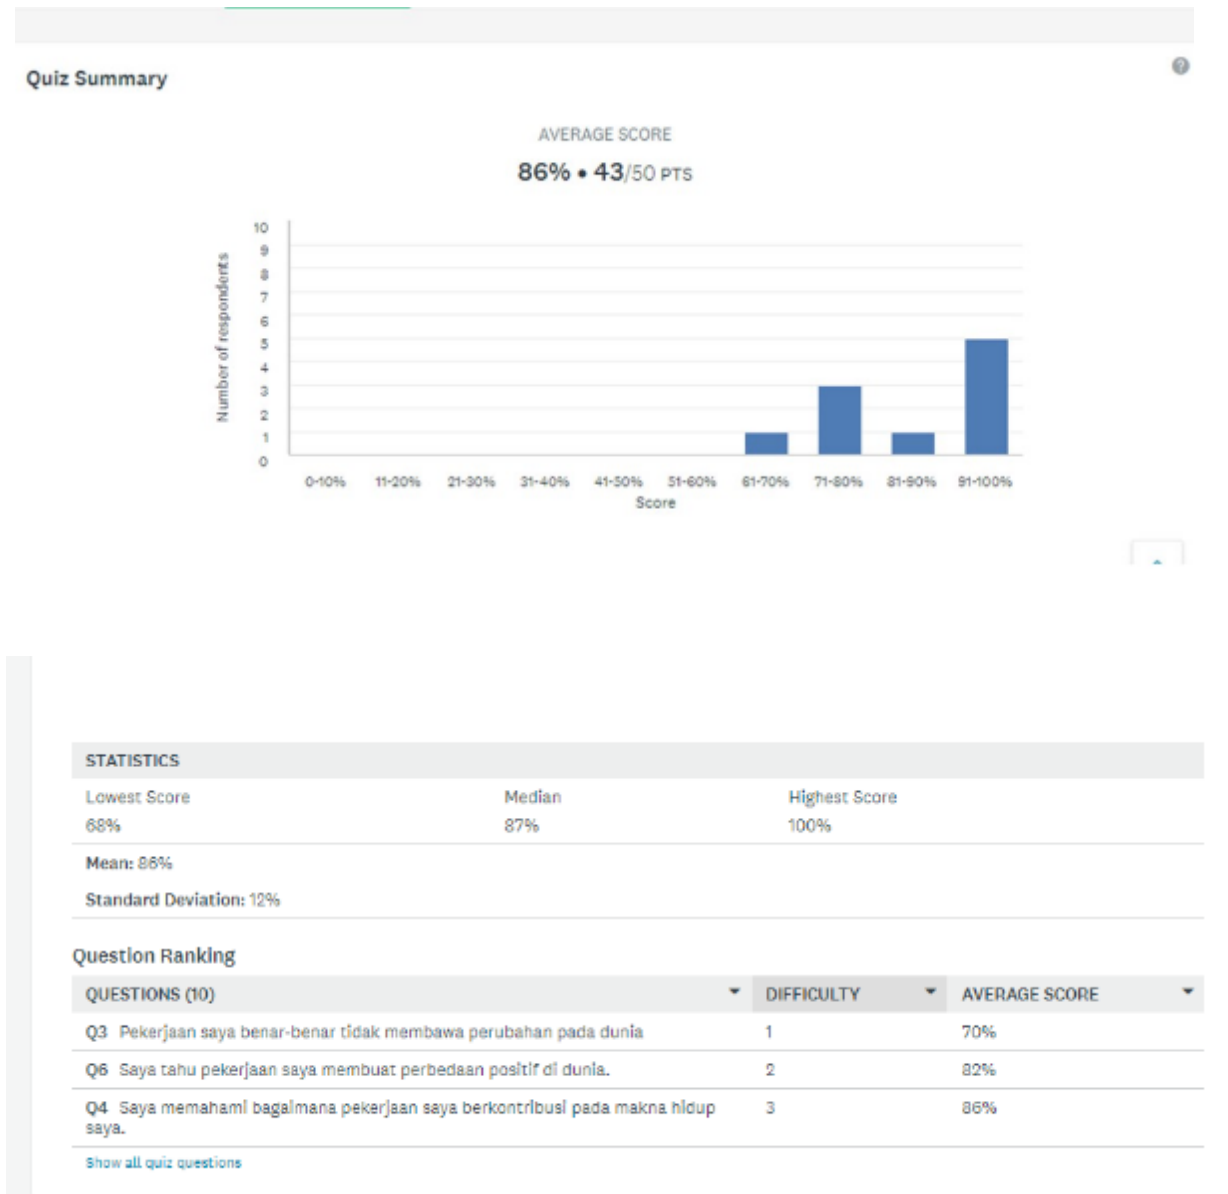 Quiz Summary
AVERAGE SCORE
86% • 43/50 PTS
Number of respondents
10
9
8
7
6
5
4
3
2
1
0
0-10% 11-20% 21-30% 31-40% 41-50% 51-60% 61-70% 71-80% 81-90% 91-100%
Score
STATISTICS
Lowest Score Median Highest Score
68% 87% 100%
Mean: 86%
Standard Deviation: 12%
Question Ranking
QUESTIONS (10) DIFFICULTY AVERAGE SCORE
Q3 Pekerjaan saya benar-benar tidak membawa perubahan pada dunia 1 70%
Q6 Saya tahu pekerjaan saya membuat perbedaan positif di dunia. 2 82%
Q4 Saya memahami bagaimana pekerjaan saya berkontribusi pada makna hidup 3 86%
saya.
Show all quiz questions